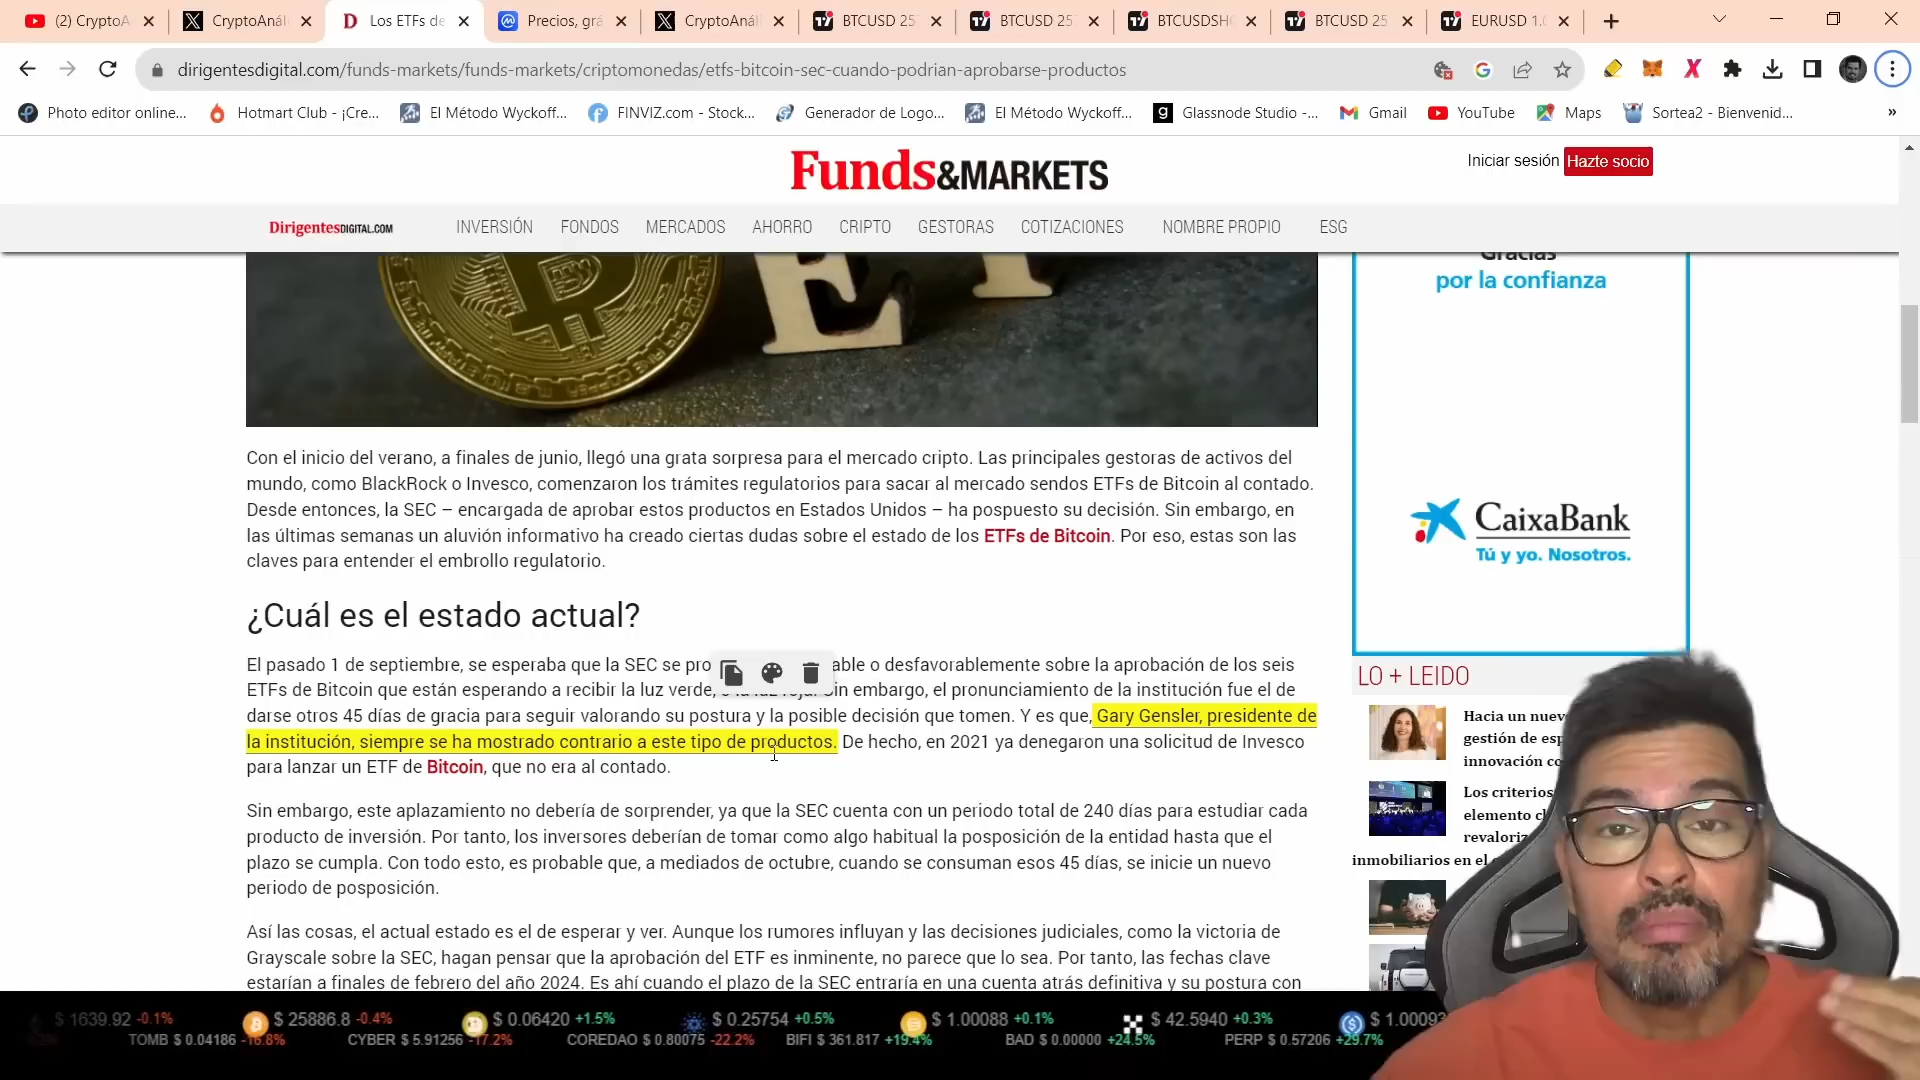 (2) CryptoA
CryptoAnál
Los ETFs de
Precios, grá
CryptoAnál
BTCUSD 25
BTCUSD 25
BTCUSDSHO
BTCUSD 25
EURUSD 1.0
dirigentesdigital.com/funds-markets/funds-markets/criptomonedas/etfs-bitcoin-sec-cuando-podrian-aprobarse-productos
Photo editor online...
Hotmart Club - ¡Cre...
El Método Wyckoff...
FINVIZ.com - Stock...
Generador de Logo...
El Método Wyckoff...
Glassnode Studio -...
Gmail
YouTube
Maps
Sortea2 - Bienvenid...
»
Funds&MARKETS
Iniciar sesión
Hazte socio
DirigentesDIGITAL.COM
INVERSIÓN
FONDOS
MERCADOS
AHORRO
CRIPTO
GESTORAS
COTIZACIONES
NOMBRE PROPIO
ESG
Gracias
por la confianza
CaixaBank
Tú y yo. Nosotros.
Con el inicio del verano, a finales de junio, llegó una grata sorpresa para el mercado cripto. Las principales gestoras de activos del
mundo, como BlackRock o Invesco, comenzaron los trámites regulatorios para sacar al mercado sendos ETFs de Bitcoin al contado.
Desde entonces, la SEC – encargada de aprobar estos productos en Estados Unidos – ha pospuesto su decisión. Sin embargo, en
las últimas semanas un aluvión informativo ha creado ciertas dudas sobre el estado de los ETFs de Bitcoin. Por eso, estas son las
claves para entender el embrollo regulatorio.
¿Cuál es el estado actual?
El pasado 1 de septiembre, se esperaba que la SEC se pro able o desfavorablemente sobre la aprobación de los seis
ETFs de Bitcoin que están esperando a recibir la luz verde, o la luz roja. Sin embargo, el pronunciamiento de la institución fue el de
darse otros 45 días de gracia para seguir valorando su postura y la posible decisión que tomen. Y es que, Gary Gensler, presidente de
la institución, siempre se ha mostrado contrario a este tipo de productos. De hecho, en 2021 ya denegaron una solicitud de Invesco
para lanzar un ETF de Bitcoin, que no era al contado.
Sin embargo, este aplazamiento no debería de sorprender, ya que la SEC cuenta con un periodo total de 240 días para estudiar cada
producto de inversión. Por tanto, los inversores deberían de tomar como algo habitual la posposición de la entidad hasta que el
plazo se cumpla. Con todo esto, es probable que, a mediados de octubre, cuando se consuman esos 45 días, se inicie un nuevo
periodo de posposición.
Así las cosas, el actual estado es el de esperar y ver. Aunque los rumores influyan y las decisiones judiciales, como la victoria de
Grayscale sobre la SEC, hagan pensar que la aprobación del ETF es inminente, no parece que lo sea. Por tanto, las fechas clave
estarían a finales de febrero del año 2024. Es ahí cuando el plazo de la SEC entraría en una cuenta atrás definitiva y su postura con
LO + LEIDO
Hacia un nuev
gestión de esp
innovación co
Los criterios
elemento cl
revaloriz
inmobiliarios en el
$ 1639.92 -0.1%
$ 25886.8 -0.4%
$ 0.06420 +1.5%
$ 0.25754 +0.5%
$ 1.00088 +0.1%
$ 42.5940 +0.3%
$ 1.00093
TOMB $ 0.04186 -16.8%
CYBER $ 5.91256 -17.2%
COREDAO $ 0.80075 -22.2%
BIFI $ 361.817 +19.4%
BAD $ 0.00000 +24.5%
PERP $ 0.57206 +29.7%